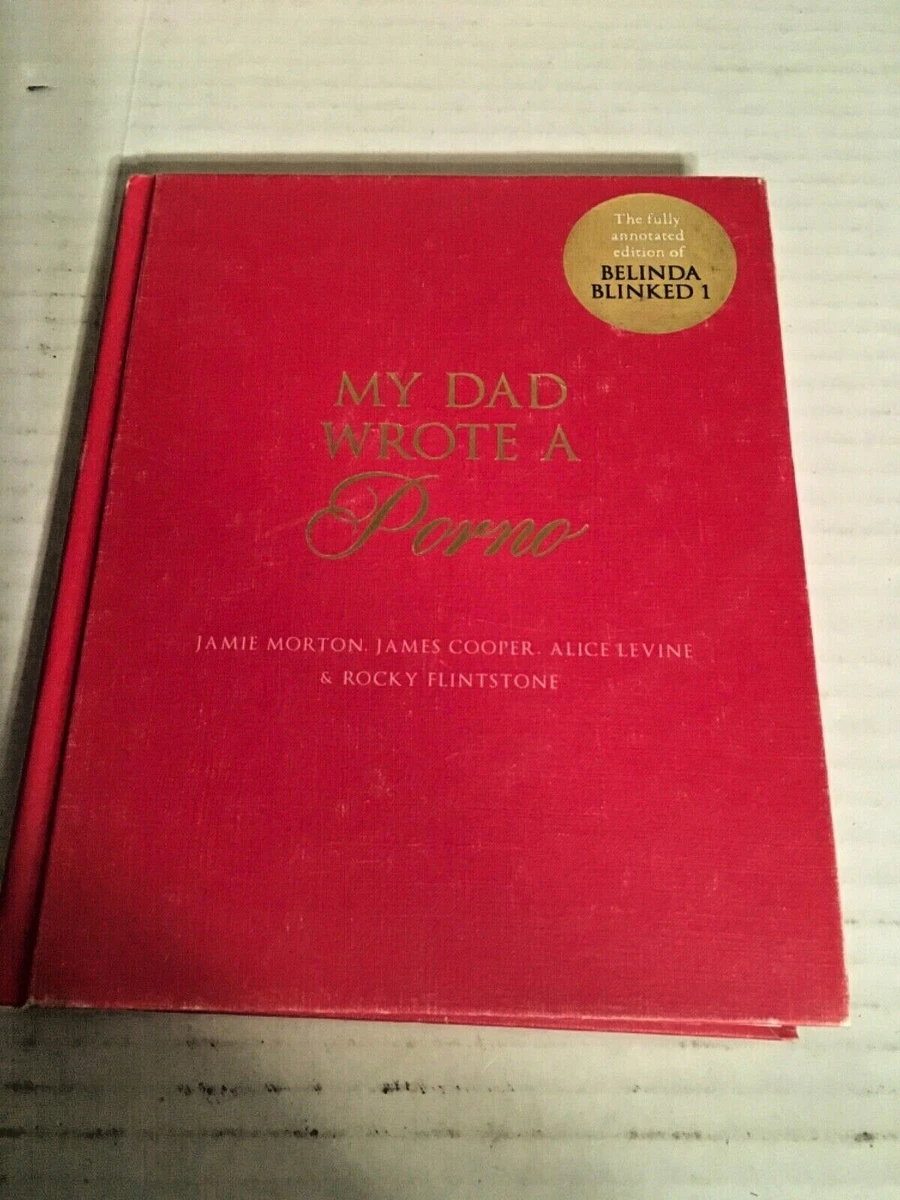 The fully
annotated
edition of
BELINDA
BLINKED 1
MY DAD
WROTE A
Porno
JAMIE MORTON, JAMES COOPER, ALICE LEVINE
& ROCKY FLINTSTONE